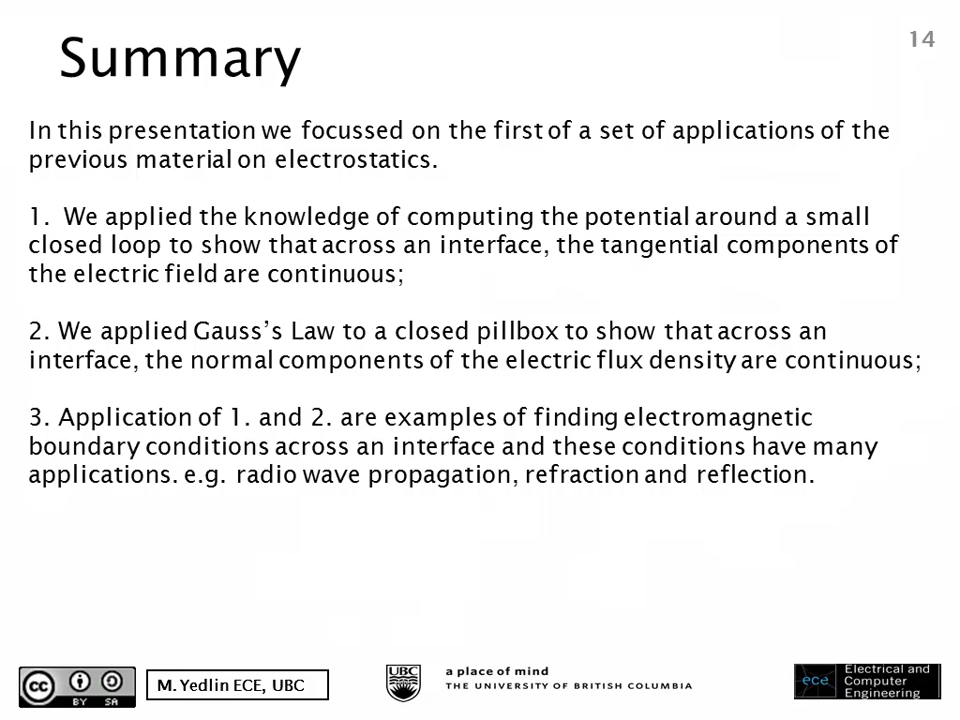 Summary
14
In this presentation we focussed on the first of a set of applications of the
previous material on electrostatics.
1. We applied the knowledge of computing the potential around a small
closed loop to show that across an interface, the tangential components of
the electric field are continuous;
2. We applied Gauss's Law to a closed pillbox to show that across an
interface, the normal components of the electric flux density are continuous;
3. Application of 1. and 2. are examples of finding electromagnetic
boundary conditions across an interface and these conditions have many
applications. e.g. radio wave propagation, refraction and reflection.
cc BY SA
M. Yedlin ECE, UBC
UBC
a place of mind
THE UNIVERSITY OF BRITISH COLUMBIA
ece
Electrical and
Computer
Engineering